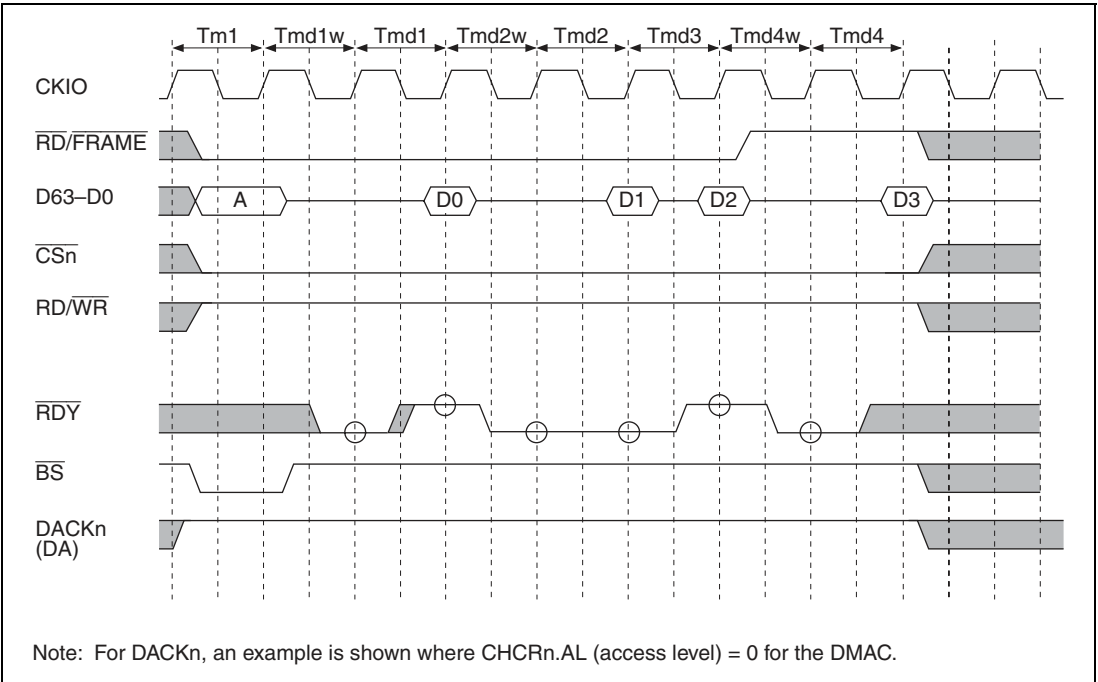 Tm1 Tmd1w Tmd1 Tmd2w Tmd2 Tmd3 Tmd4w Tmd4
CKIO
RD/FRAME
D63–D0 A D0 D1 D2 D3
CSn
RD/WR
RDY
BS
DACKn
(DA)
Note: For DACKn, an example is shown where CHCRn.AL (access level) = 0 for the DMAC.